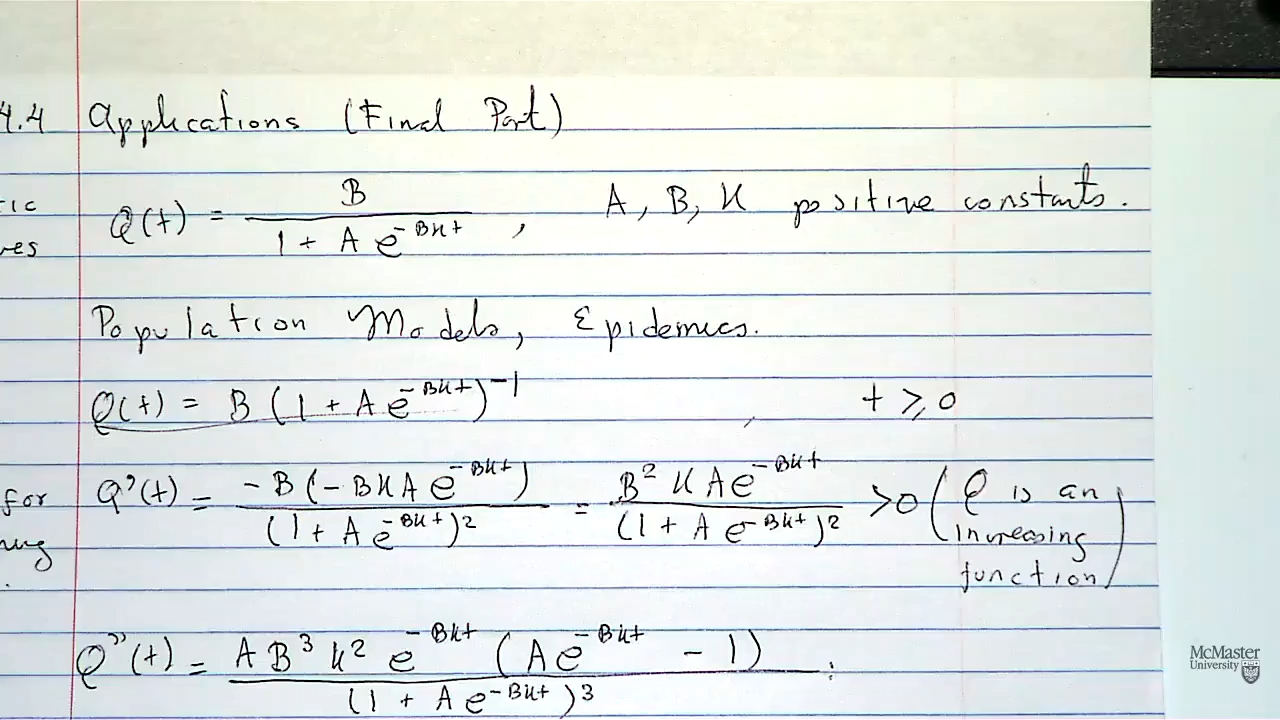 4.4 Applications (Final Part)
Q(t) = B / (1 + A e^{-Bkt}) , A, B, k positive constants.
Population Models, Epidemics.
Q(t) = B (1 + A e^{-Bkt})^{-1} , t ≥ 0
for Q'(t) = -B (-BkA e^{-Bkt}) / (1 + A e^{-Bkt})^2 = B^2 k A e^{-Bkt} / (1 + A e^{-Bkt})^2 > 0 (Q is an
increasing
function)
Q''(t) = A B^3 k^2 e^{-Bkt} (A e^{-Bkt} - 1) / (1 + A e^{-Bkt})^3 .
McMaster
University